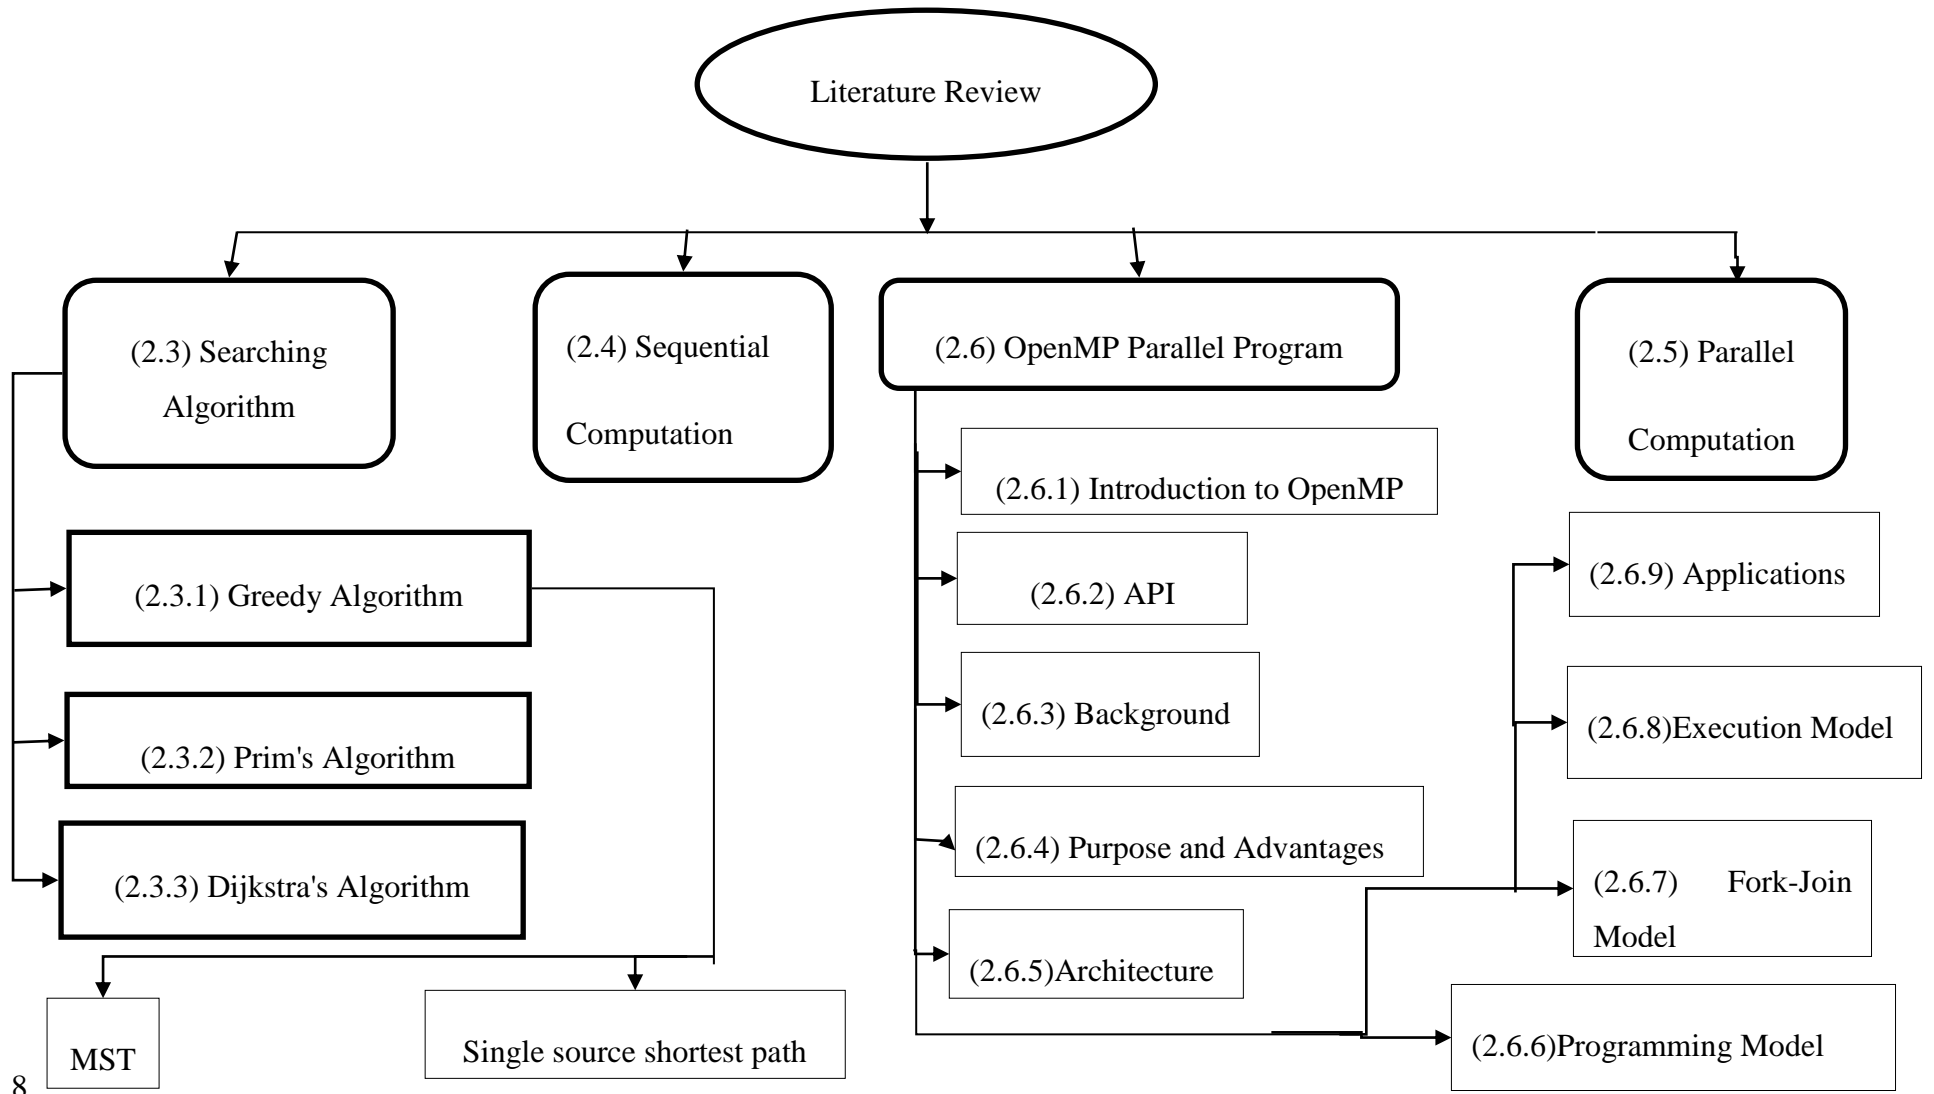 Literature Review
(2.3) Searching
Algorithm
(2.4) Sequential
Computation
(2.6) OpenMP Parallel Program
(2.5) Parallel
Computation
(2.3.1) Greedy Algorithm
(2.3.2) Prim's Algorithm
(2.3.3) Dijkstra's Algorithm
MST
Single source shortest path
(2.6.1) Introduction to OpenMP
(2.6.2) API
(2.6.3) Background
(2.6.4) Purpose and Advantages
(2.6.5)Architecture
(2.6.9) Applications
(2.6.8)Execution Model
(2.6.7) Fork-Join
Model
(2.6.6)Programming Model
8